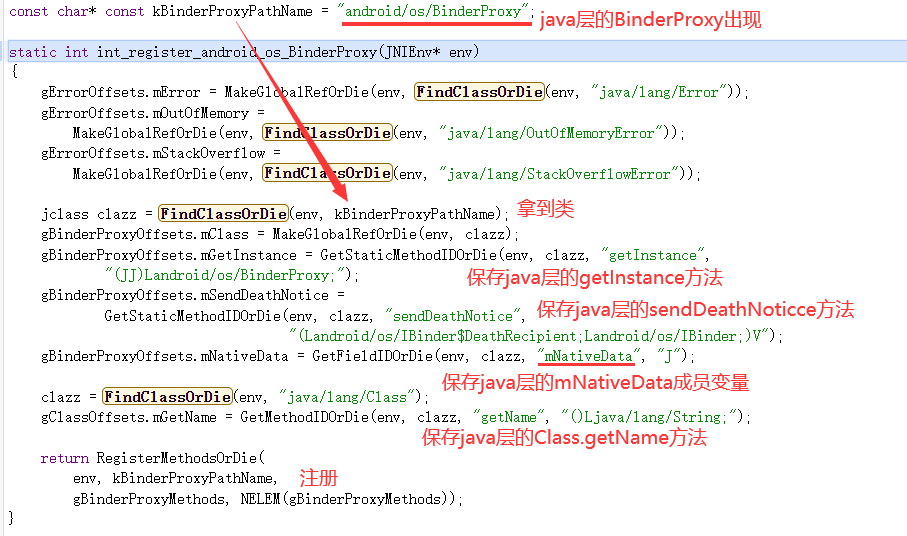 const char* const kBinderProxyPathName = "android/os/BinderProxy"; java层的BinderProxy出现
static int int_register_android_os_BinderProxy(JNIEnv* env)
{
gErrorOffsets.mError = MakeGlobalRefOrDie(env, FindClassOrDie(env, "java/lang/Error"));
gErrorOffsets.mOutOfMemory =
MakeGlobalRefOrDie(env, FindClassOrDie(env, "java/lang/OutOfMemoryError"));
gErrorOffsets.mStackOverflow =
MakeGlobalRefOrDie(env, FindClassOrDie(env, "java/lang/StackOverflowError"));
jclass clazz = FindClassOrDie(env, kBinderProxyPathName); 拿到类
gBinderProxyOffsets.mClass = MakeGlobalRefOrDie(env, clazz);
gBinderProxyOffsets.mGetInstance = GetStaticMethodIDOrDie(env, clazz, "getInstance",
"(JJ)Landroid/os/BinderProxy;"); 保存java层的getInstance方法
gBinderProxyOffsets.mSendDeathNotice = 保存java层的sendDeathNoticce方法
GetStaticMethodIDOrDie(env, clazz, "sendDeathNotice",
"(Landroid/os/IBinder$DeathRecipient;Landroid/os/IBinder;)V");
gBinderProxyOffsets.mNativeData = GetFieldIDOrDie(env, clazz, "mNativeData", "J");
保存java层的mNativeData成员变量
clazz = FindClassOrDie(env, "java/lang/Class");
gClassOffsets.mGetName = GetMethodIDOrDie(env, clazz, "getName", "()Ljava/lang/String;");
保存java层的Class.getName方法
return RegisterMethodsOrDie(
env, kBinderProxyPathName, 注册
gBinderProxyMethods, NELEM(gBinderProxyMethods));
}